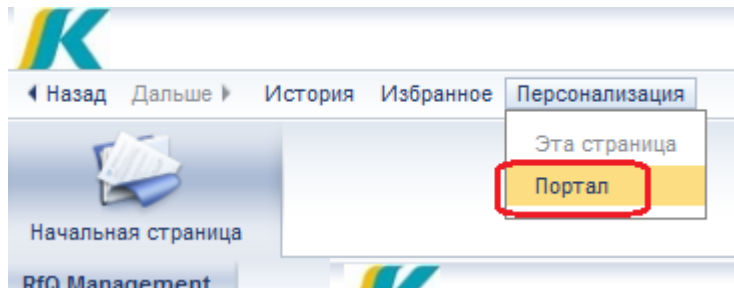 Назад Дальше История Избранное Персонализация
Эта страница
Портал
Начальная страница
RfQ Management